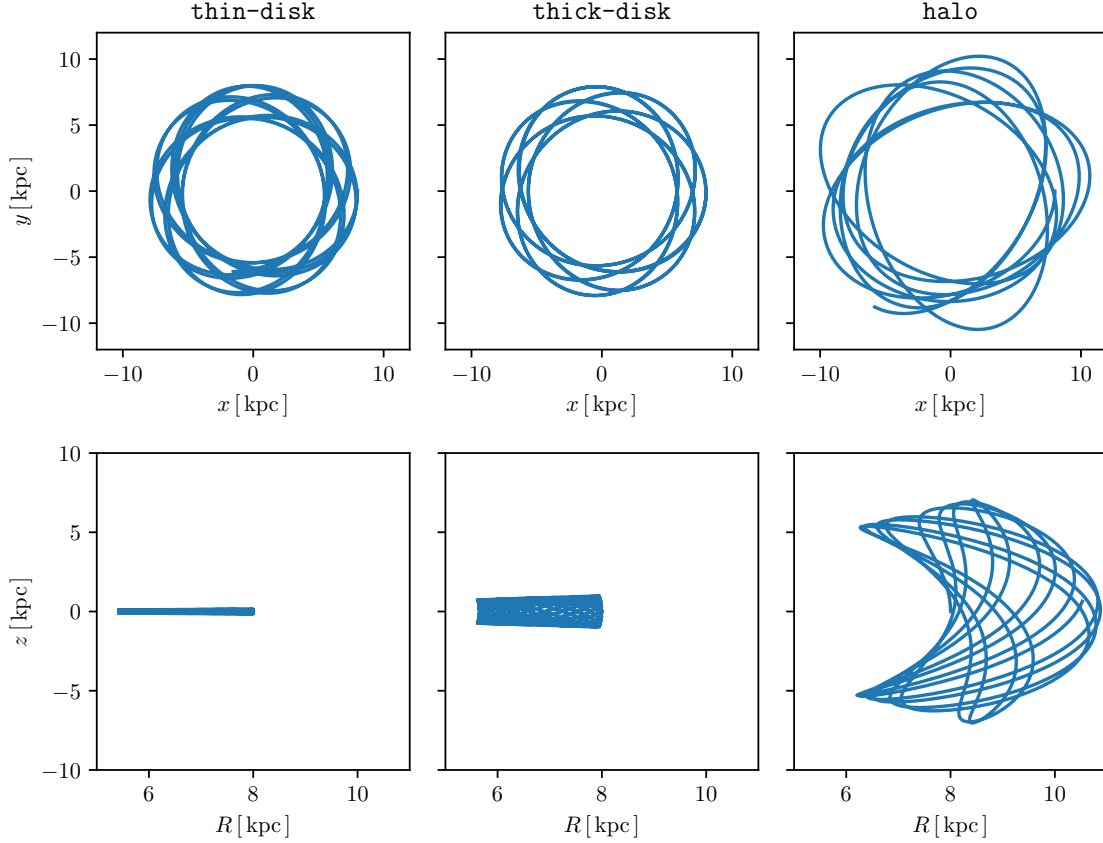 thin-disk thick-disk halo
10
5
0
−5
−10
y [kpc]
−10 0 10 −10 0 10 −10 0 10
x [kpc] x [kpc] x [kpc]
10
5
0
−5
−10
z [kpc]
6 8 10 6 8 10 6 8 10
R [kpc] R [kpc] R [kpc]